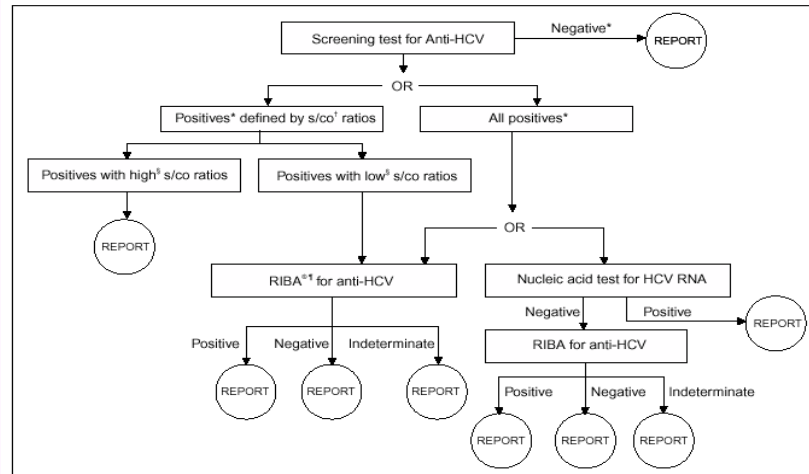 Screening test for Anti-HCV
Negative*
REPORT
OR
Positives* defined by s/co† ratios
All positives*
Positives with high§ s/co ratios
Positives with low§ s/co ratios
REPORT
OR
RIBA®¶ for anti-HCV
Nucleic acid test for HCV RNA
Negative
Positive
REPORT
RIBA for anti-HCV
Positive
Negative
Indeterminate
REPORT
REPORT
REPORT
Positive
Negative
Indeterminate
REPORT
REPORT
REPORT